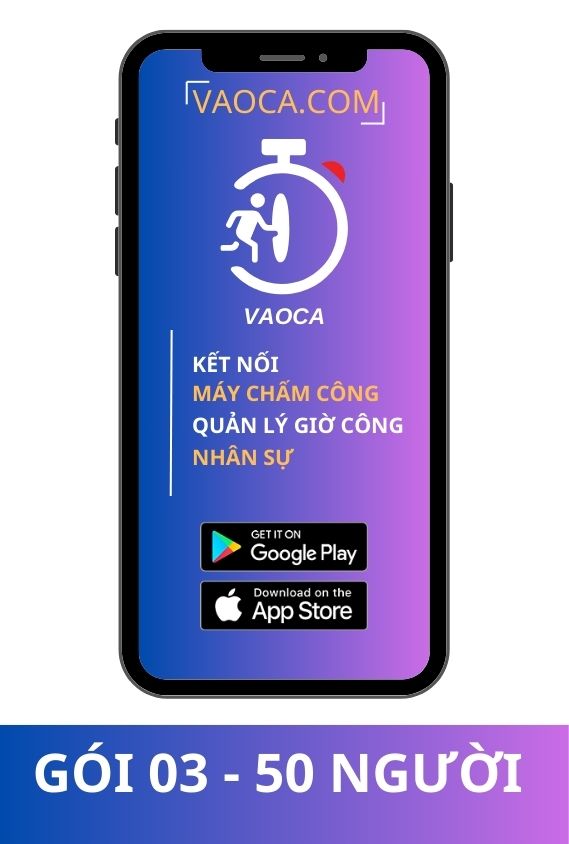 VAOCA.COM
VAOCA
KẾT NỐI
MÁY CHẤM CÔNG
QUẢN LÝ GIỜ CÔNG
NHÂN SỰ
GET IT ON
Google Play
Download on the
App Store
GÓI 03 - 50 NGƯỜI